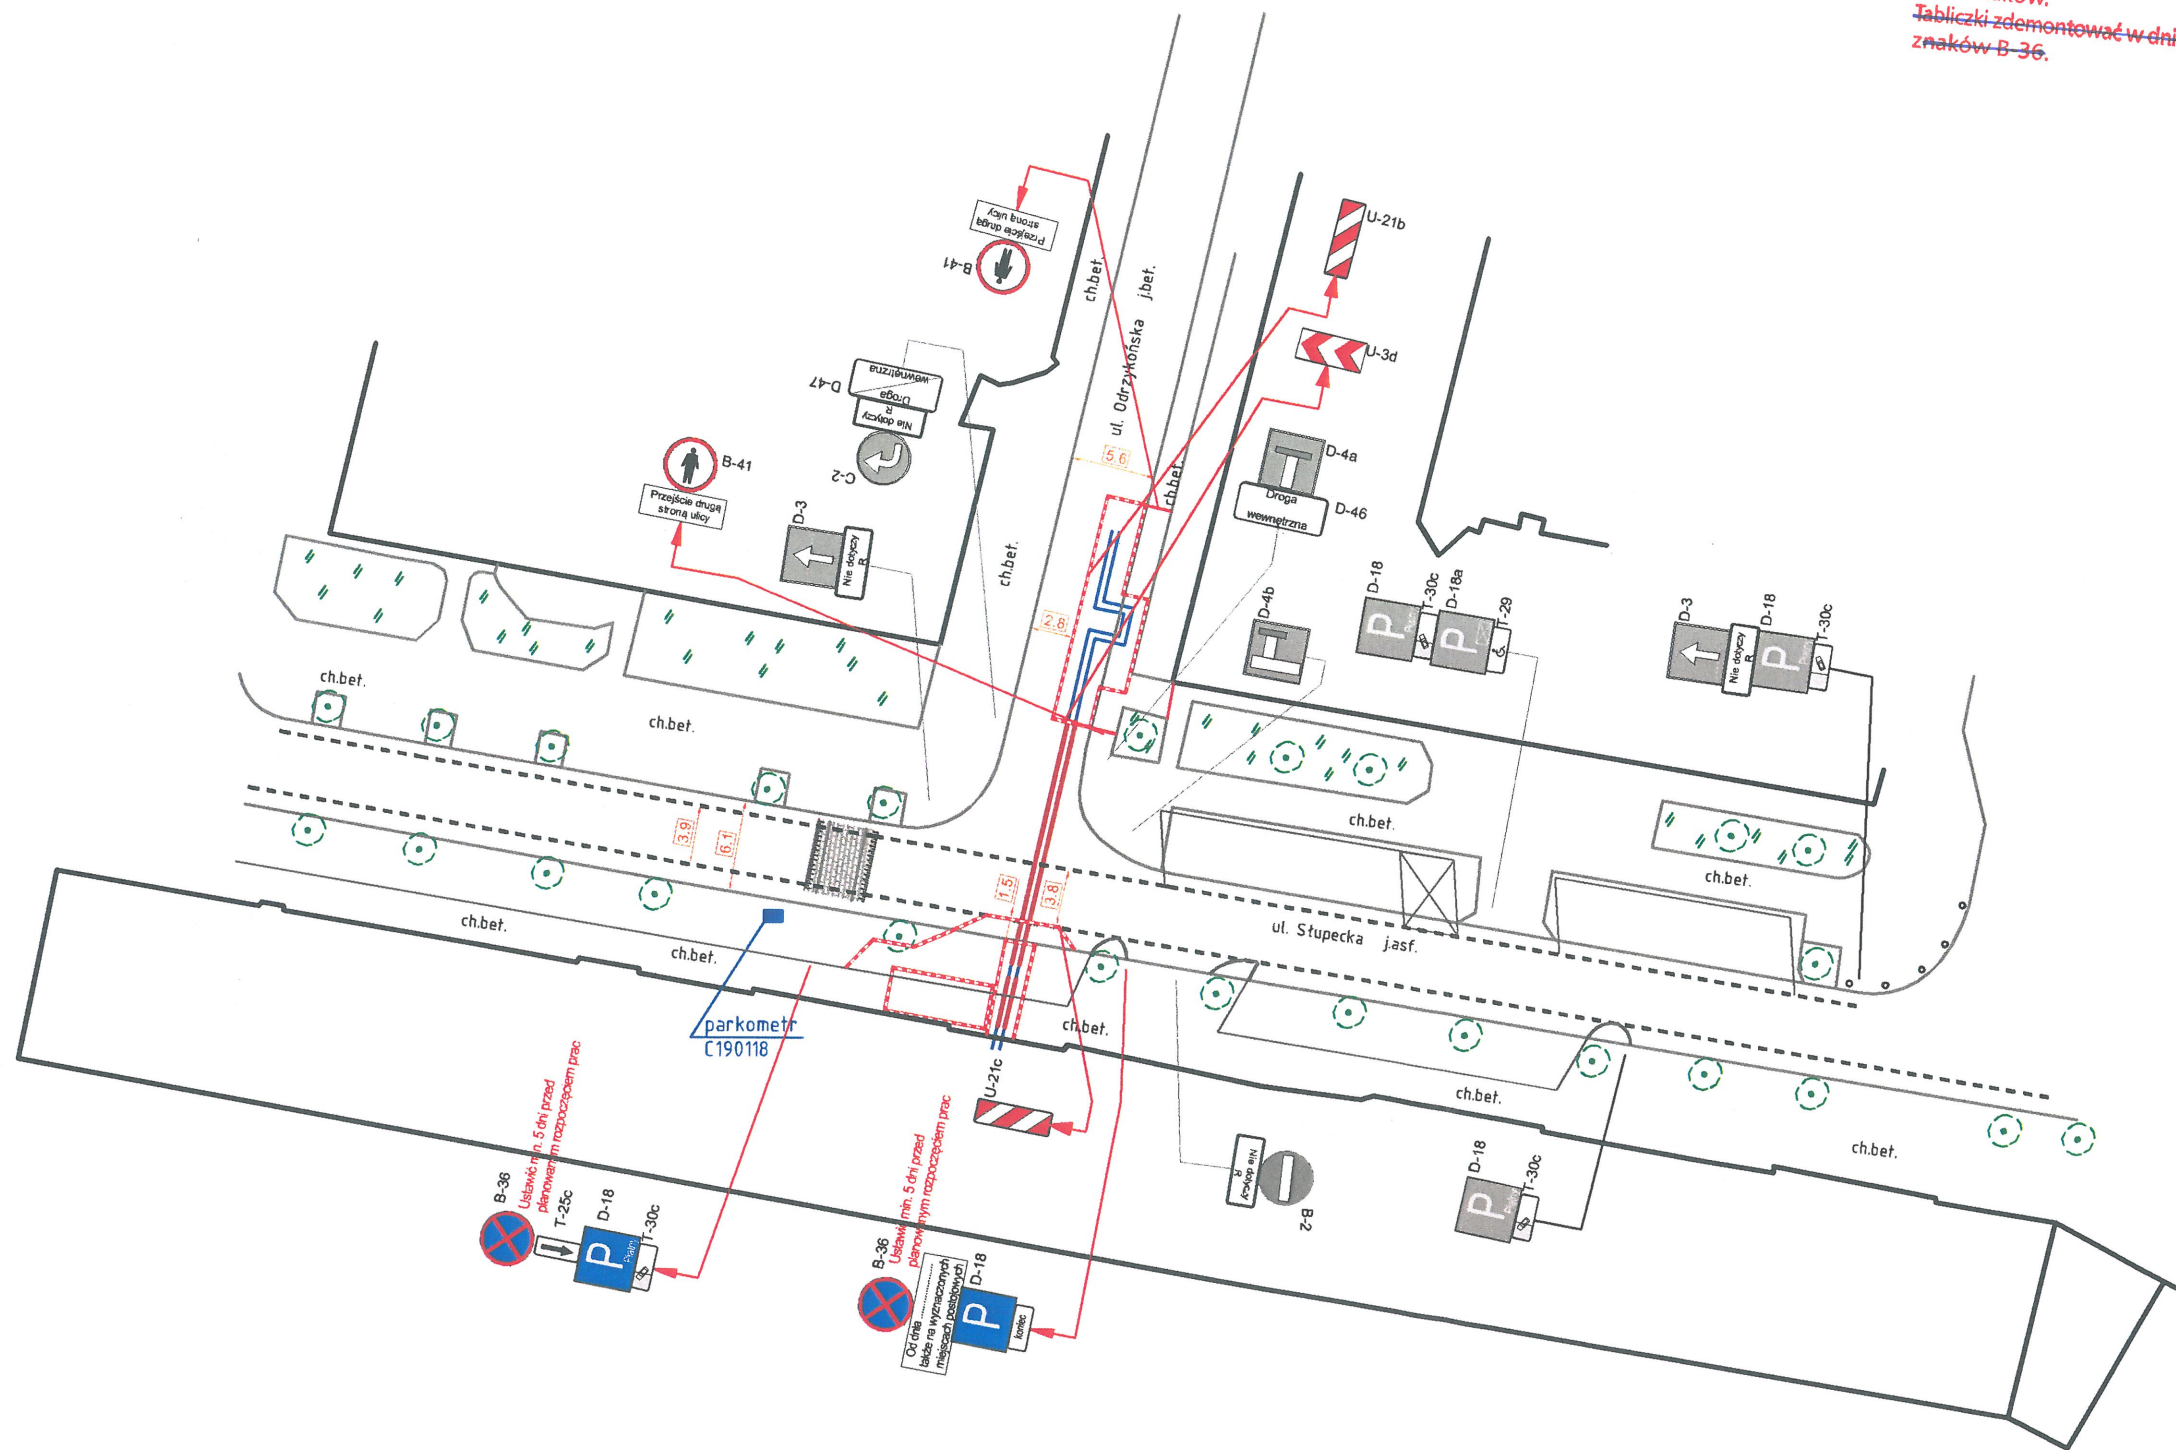 Tabliczki zdemontować w dni
znaków B-36.
Przejście drugą
stroną ulicy
B-41
U-21b
U-3d
ch.bet.
j.bet.
ul. Odrzykońska
D-47
Droga
wewnętrzna
Nie dotyczy
R
C-2
B-41
Przejście drugą
stroną ulicy
D-3
Nie dotyczy
R
5.6
ch.bet.
D-4a
Droga
wewnętrzna
D-46
ch.bet.
2.8
D-4b
D-18
P
T-30c
D-18a
P
T-29
D-3
Nie dotyczy
R
D-18
P
T-30c
ch.bet.
ch.bet.
3.9
6.1
1.5
3.8
ch.bet.
ch.bet.
ul. Słupecka j.asf.
ch.bet.
ch.bet.
parkometr
C190118
ch.bet.
ch.bet.
ch.bet.
U-21c
B-36
Ustawić min. 5 dni przed
planowanym rozpoczęciem prac
T-25c
D-18
P
T-30c
B-36
Ustawić min. 5 dni przed
planowanym rozpoczęciem prac
Od dnia ..............
także na wyznaczonych
miejscach postojowych
D-18
P
koniec
Nie dotyczy
R
B-2
D-18
P
T-30c